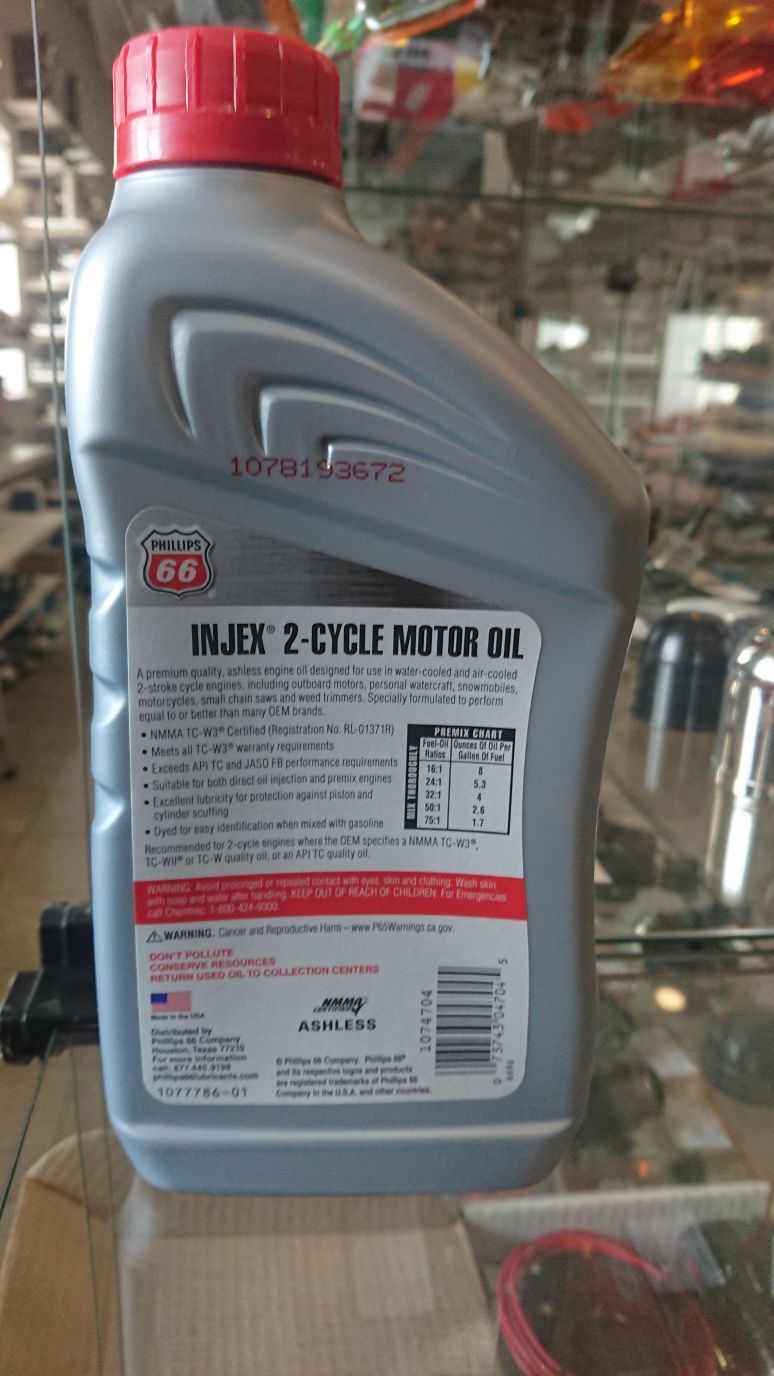 1078193672
PHILLIPS
66
INJEX® 2-CYCLE MOTOR OIL
A premium quality, ashless engine oil designed for use in water-cooled and air-cooled
2-stroke cycle engines, including outboard motors, personal watercraft, snowmobiles,
motorcycles, small chain saws and weed trimmers. Specially formulated to perform
equal to or better than many OEM brands.
• NMMA TC-W3® Certified (Registration No. RL-01371R)
• Meets all TC-W3® warranty requirements
• Exceeds API TC and JASO FB performance requirements
• Suitable for both direct oil injection and premix engines
• Excellent lubricity for protection against piston and
cylinder scuffing
• Dyed for easy identification when mixed with gasoline
PREMIX CHART
MIX THOROUGHLY
Fuel-Oil Ounces Of Oil Per
Ratios Gallon Of Fuel
16:1 8
24:1 5.3
32:1 4
50:1 2.6
75:1 1.7
Recommended for 2-cycle engines where the OEM specifies a NMMA TC-W3®,
TC-WII® or TC-W quality oil, or an API TC quality oil.
WARNING: Avoid prolonged or repeated contact with eyes, skin and clothing. Wash skin
with soap and water after handling. KEEP OUT OF REACH OF CHILDREN. For Emergencies
call Chemtrec: 1-800-424-9300
WARNING. Cancer and Reproductive Harm – www.P65Warnings.ca.gov.
DON'T POLLUTE
CONSERVE RESOURCES
RETURN USED OIL TO COLLECTION CENTERS
Made in the USA
NMMA
CERTIFIED
ASHLESS
Distributed by
Phillips 66 Company
Houston, Texas 77210
For more information
call: 877.445.9198
phillips66lubricants.com
1077786-01
© Phillips 66 Company. Phillips 66®
and its respective logos and products
are registered trademarks of Phillips 66
Company in the U.S.A. and other countries.
1074704
0 73743 04704 5